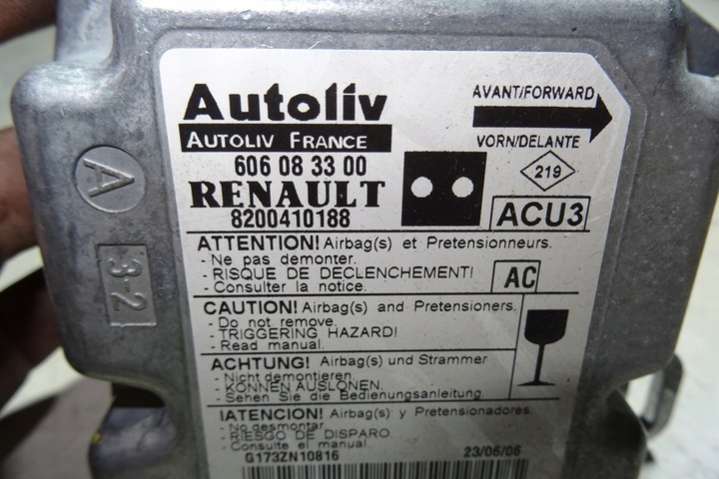 Autoliv
AUTOLIV FRANCE
606 08 33 00
RENAULT
8200410188
AVANT/FORWARD
VORN/DELANTE
219
ACU3
ATTENTION! Airbag(s) et Pretensionneurs.
- Ne pas demonter.
- RISQUE DE DECLENCHEMENT!
- Consulter la notice.
AC
CAUTION! Airbag(s) and Pretensioners.
- Do not remove.
- TRIGGERING HAZARD!
- Read manual.
ACHTUNG! Airbag(s) und Strammer
- Nicht demontieren.
- KONNEN AUSLONEN.
- Sehen Sie die Bedienungsanleitung.
!ATENCION! Airbag(s) y Pretensionadores.
- No desmontar.
- RIESGO DE DISPARO.
- Consulte el manual.
G173ZN10816
23/06/06
A
3-2